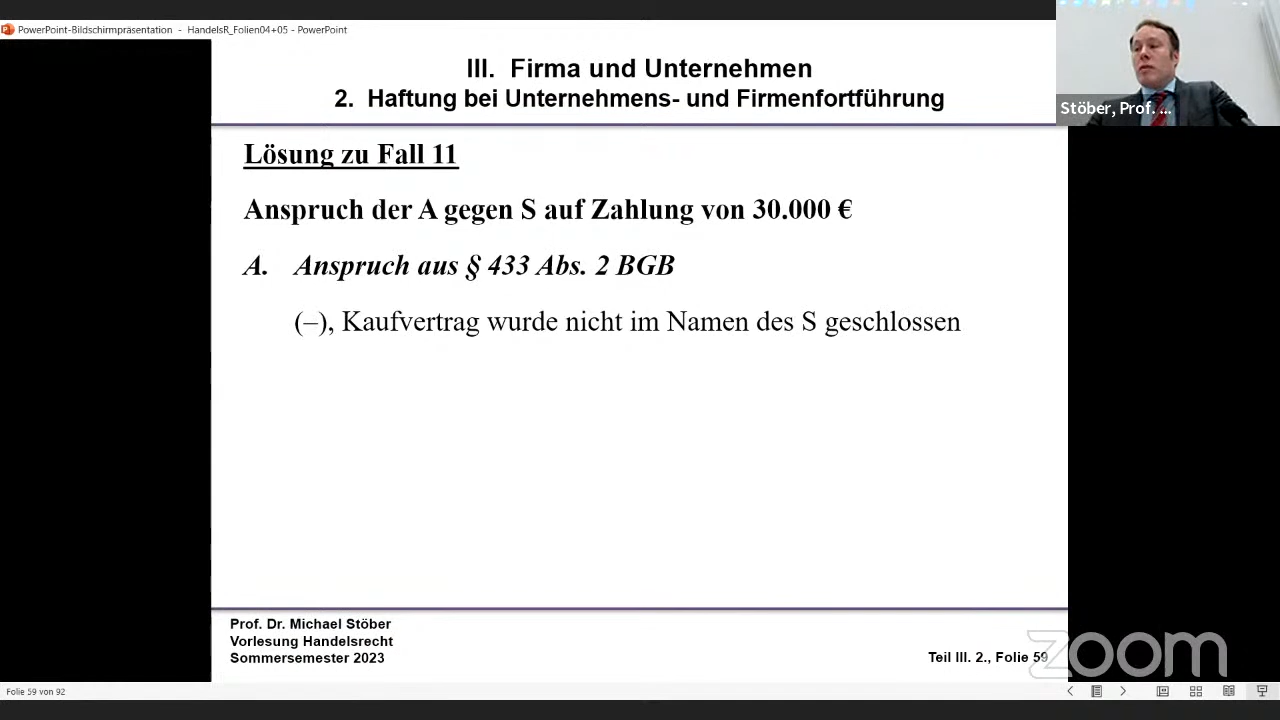 PowerPoint-Bildschirmpräsentation - HandelsR_Folien04+05 - PowerPoint
III. Firma und Unternehmen
2. Haftung bei Unternehmens- und Firmenfortführung
Stöber, Prof. ...
Lösung zu Fall 11
Anspruch der A gegen S auf Zahlung von 30.000 €
A. Anspruch aus § 433 Abs. 2 BGB
(–), Kaufvertrag wurde nicht im Namen des S geschlossen
Prof. Dr. Michael Stöber
Vorlesung Handelsrecht
Sommersemester 2023
Teil III. 2., Folie 59
zoom
Folie 59 von 92